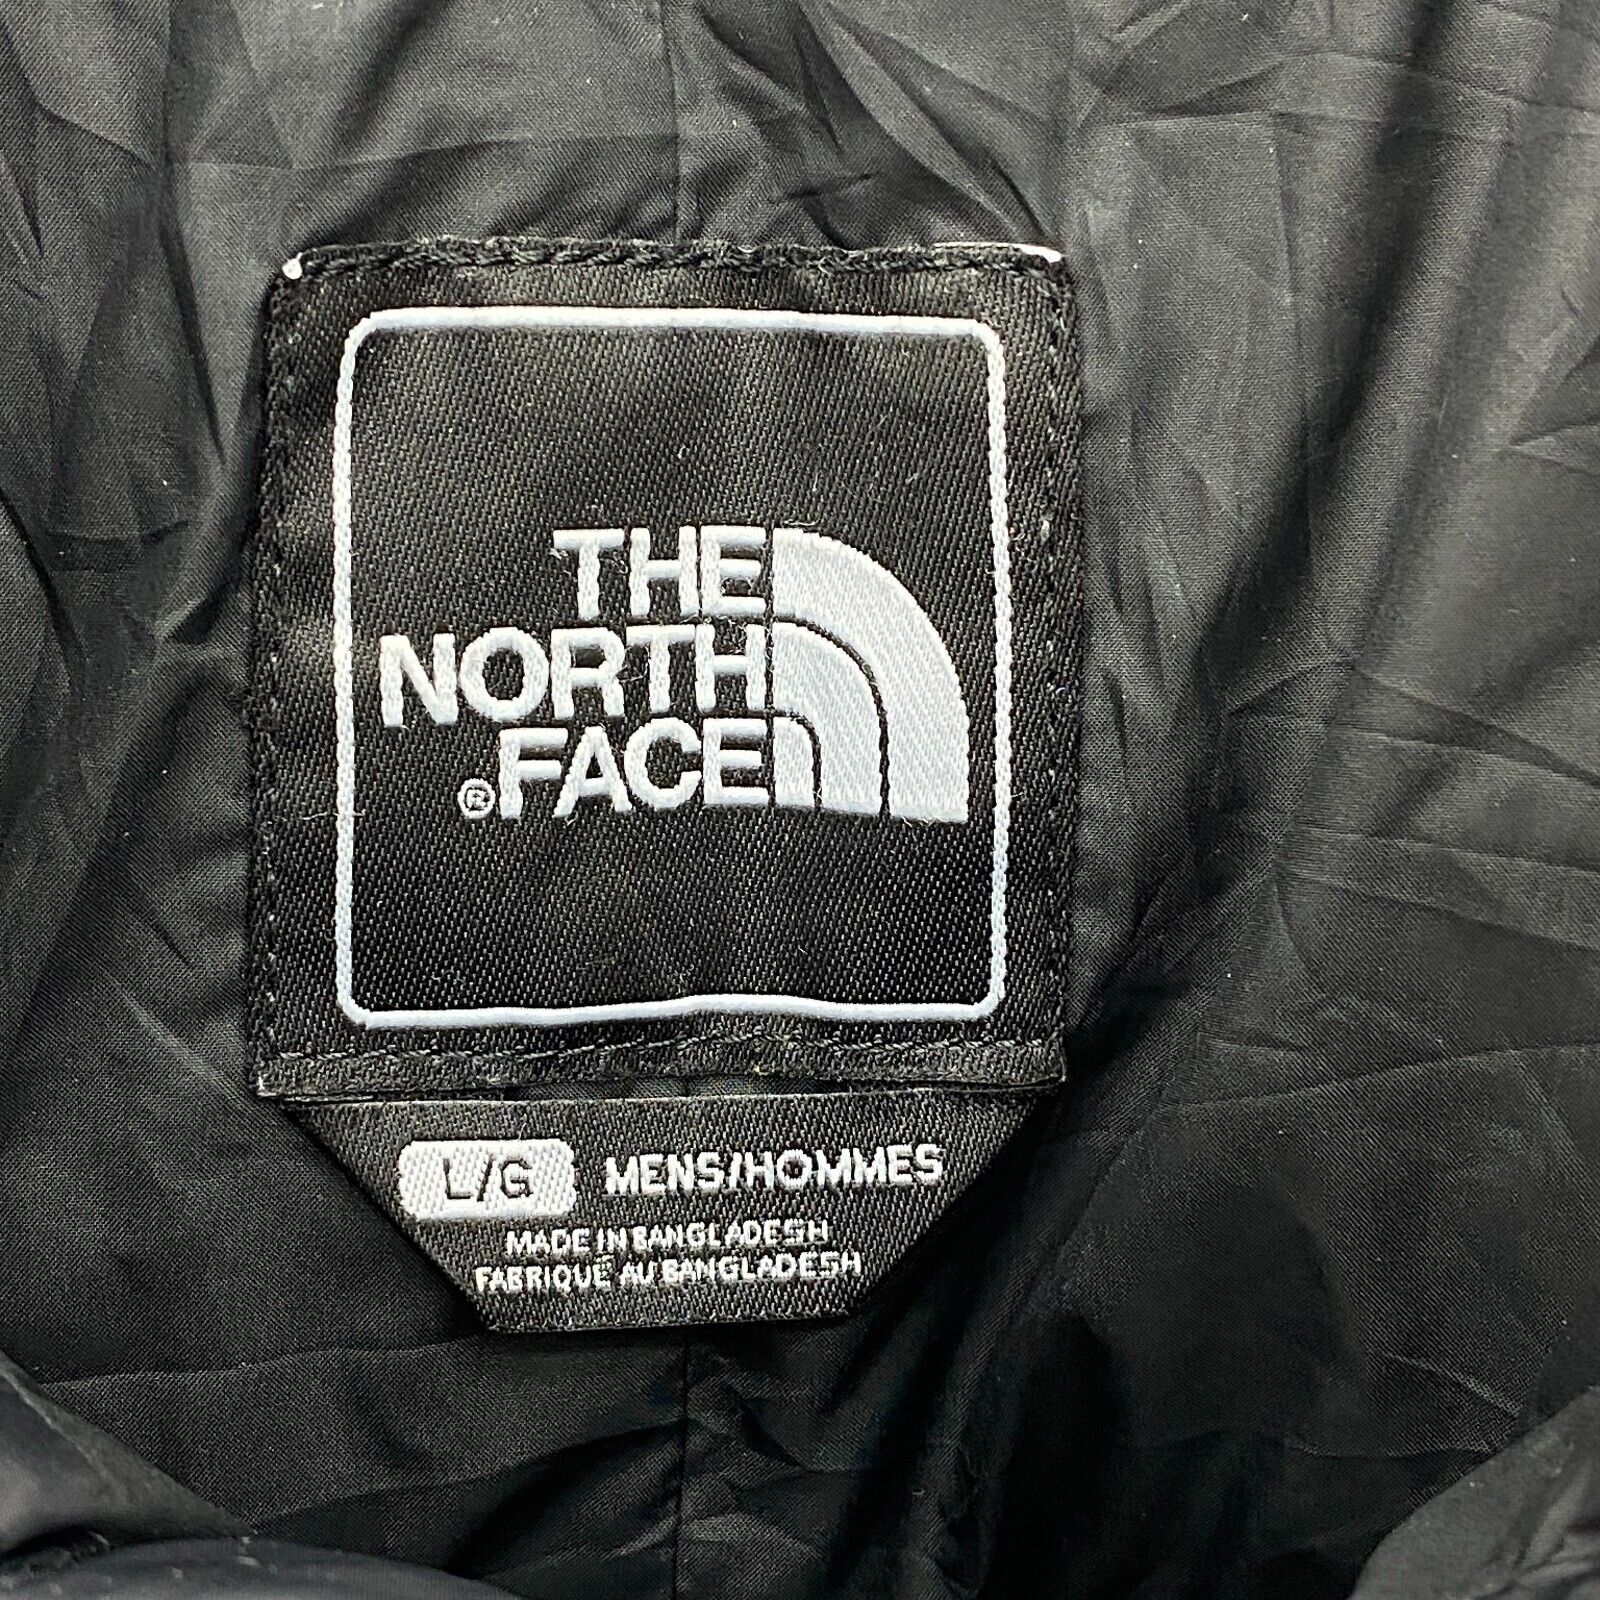 THE
NORTH
®FACE
L/G MENS/HOMMES
MADE IN BANGLADESH
FABRIQUÉ AU BANGLADESH